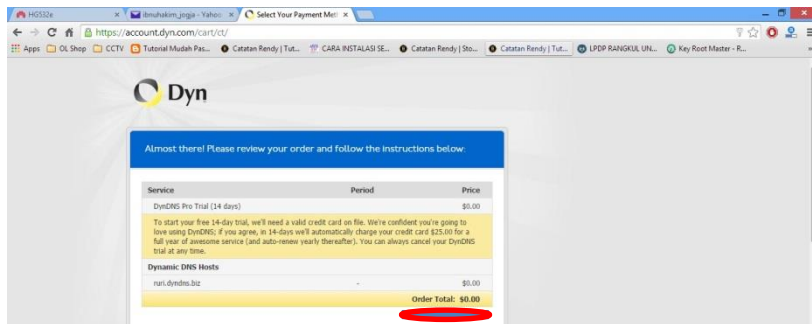 HG532e
ibnuhakim_jogja - Yahoo
Select Your Payment Met
https://account.dyn.com/cart/ct/
Apps OL Shop CCTV Tutorial Mudah Pas... Catatan Rendy | Tut... CARA INSTALASI SE... Catatan Rendy | Sto... Catatan Rendy | Tut... LPDP RANGKUL UN... Key Root Master - R...
Dyn
Almost there! Please review your order and follow the instructions below:
Service Period Price
DynDNS Pro Trial (14 days) $0.00
To start your free 14-day trial, we'll need a valid credit card on file. We're confident you're going to
love using DynDNS; if you agree, in 14-days we'll automatically charge your credit card $25.00 for a
full year of awesome service (and auto-renew yearly thereafter). You can always cancel your DynDNS
trial at any time.
Dynamic DNS Hosts
ruri.dyndns.biz - $0.00
Order Total: $0.00